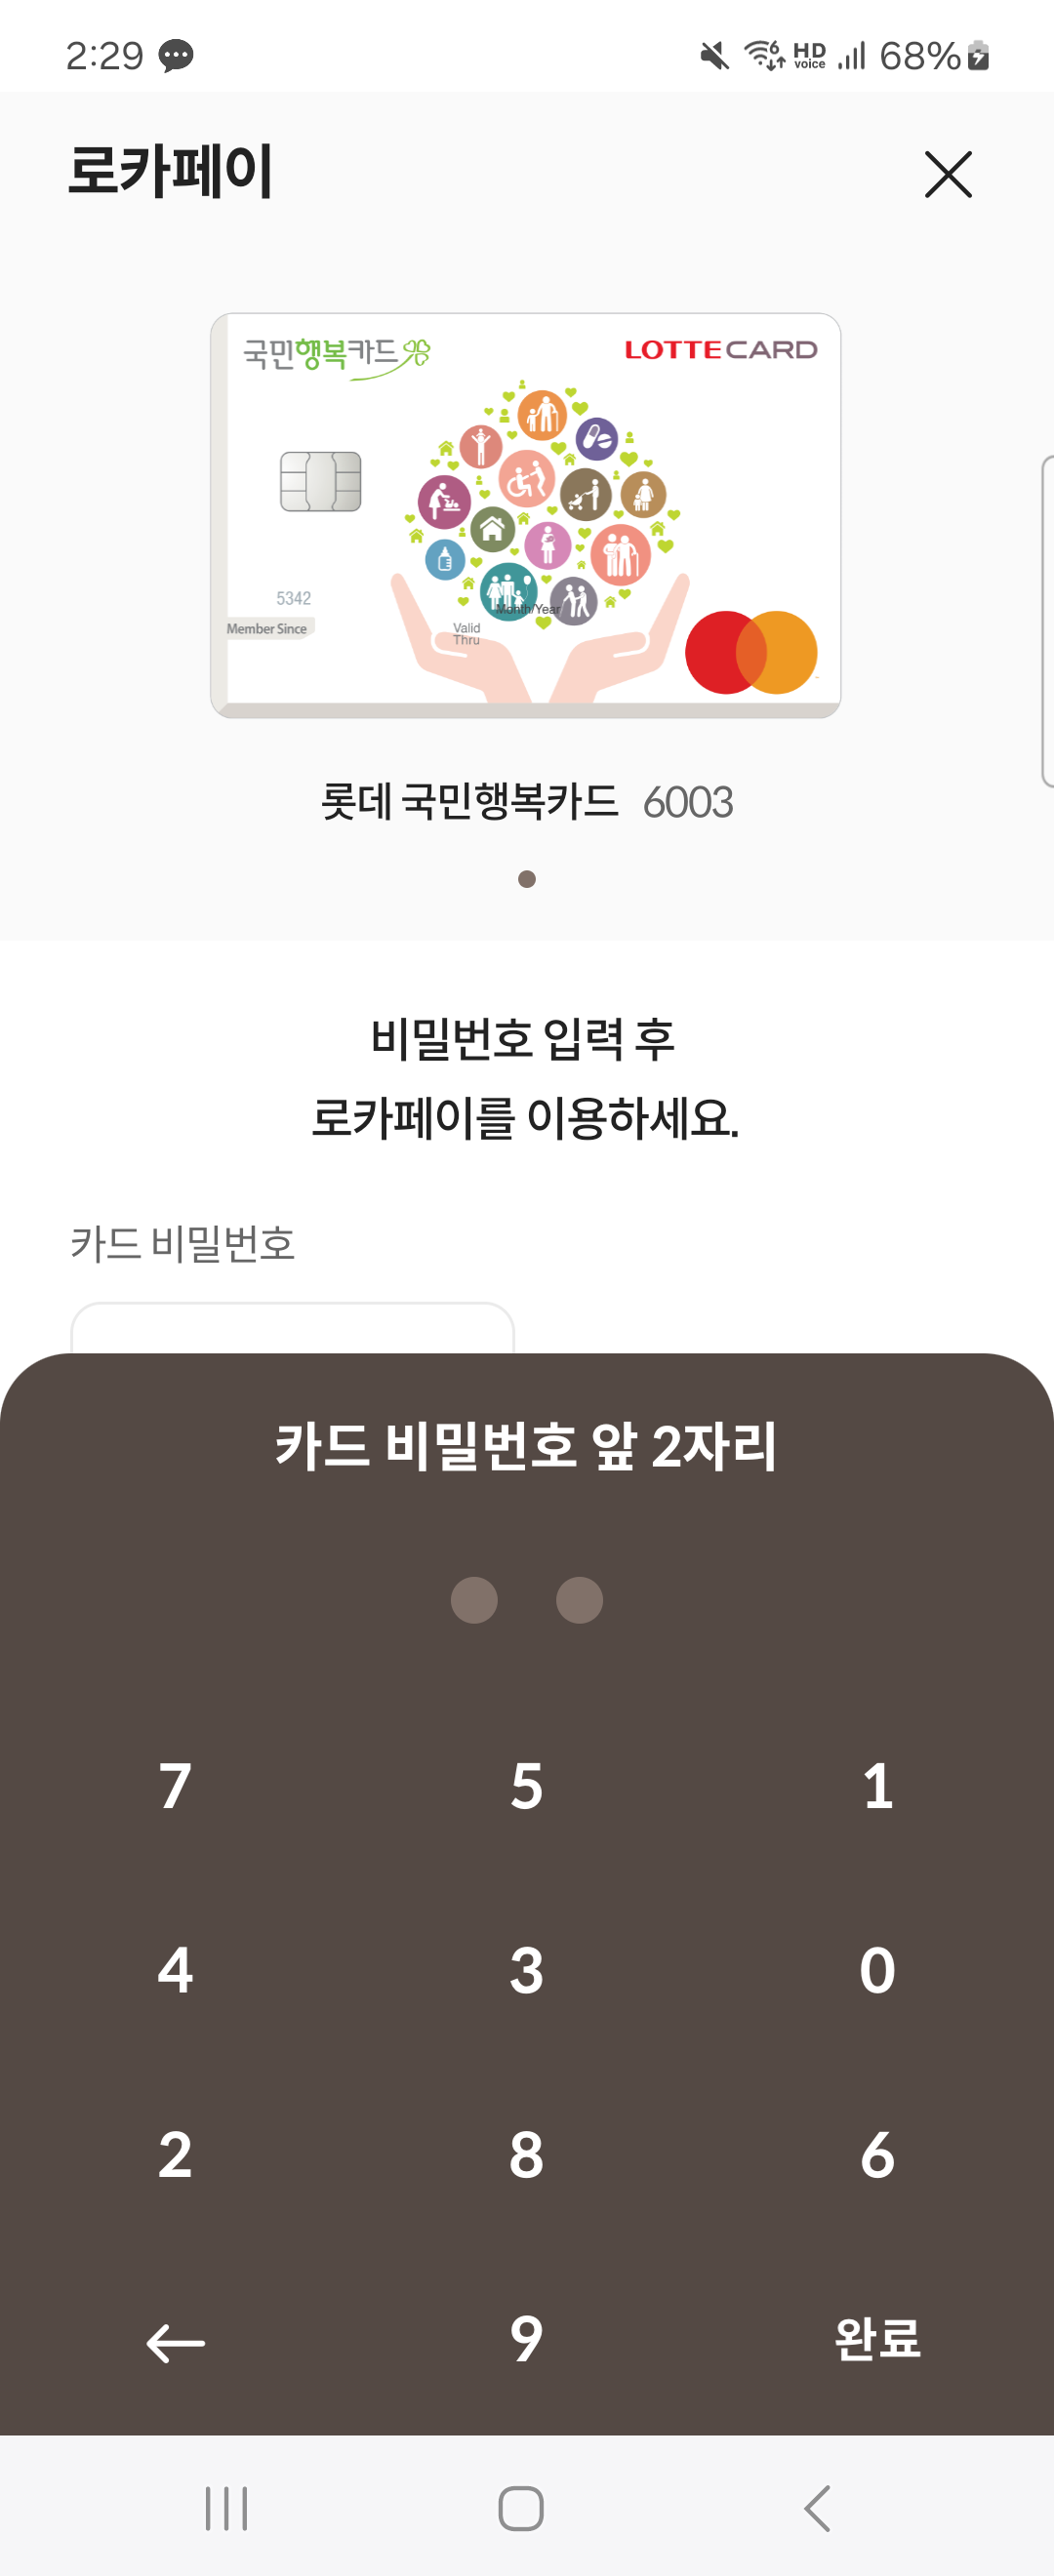 2:29
6 HD voice 68%
로카페이
국민행복카드 LOTTE CARD
5342
Month/Year
Member Since
Valid
Thru
롯데 국민행복카드 6003
비밀번호 입력 후
로카페이를 이용하세요.
카드 비밀번호
카드 비밀번호 앞 2자리
7 5 1
4 3 0
2 8 6
9 완료